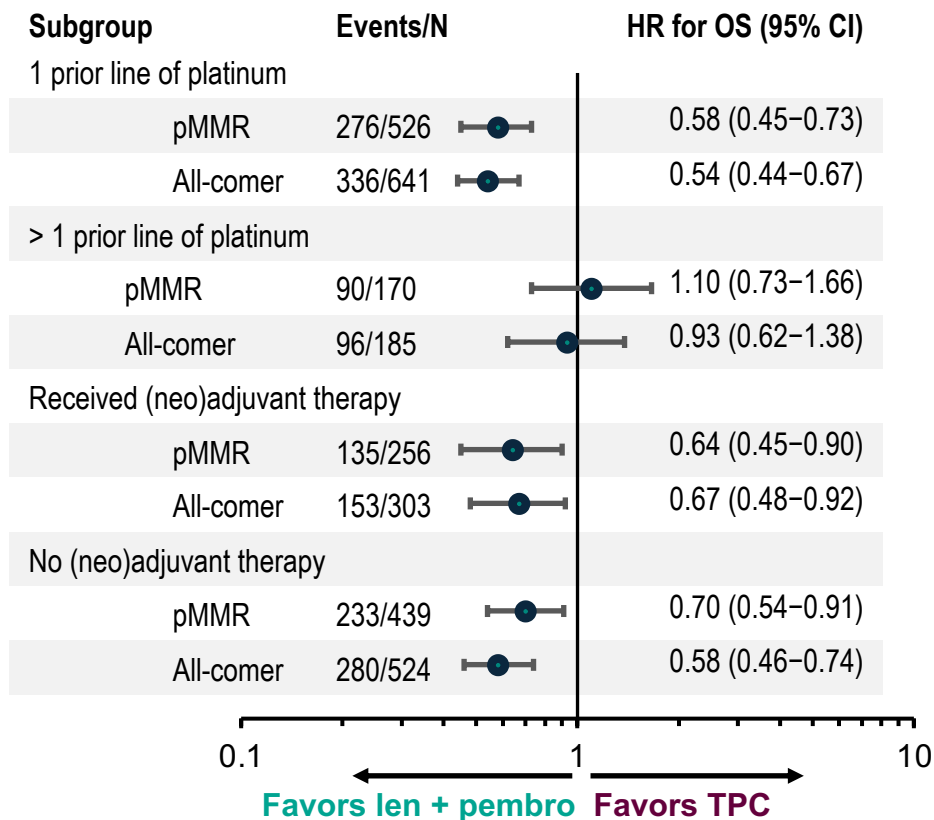 Subgroup Events/N HR for OS (95% CI)
1 prior line of platinum
pMMR 276/526 0.58 (0.45–0.73)
All-comer 336/641 0.54 (0.44–0.67)
> 1 prior line of platinum
pMMR 90/170 1.10 (0.73–1.66)
All-comer 96/185 0.93 (0.62–1.38)
Received (neo)adjuvant therapy
pMMR 135/256 0.64 (0.45–0.90)
All-comer 153/303 0.67 (0.48–0.92)
No (neo)adjuvant therapy
pMMR 233/439 0.70 (0.54–0.91)
All-comer 280/524 0.58 (0.46–0.74)
0.1 1 10
Favors len + pembro Favors TPC